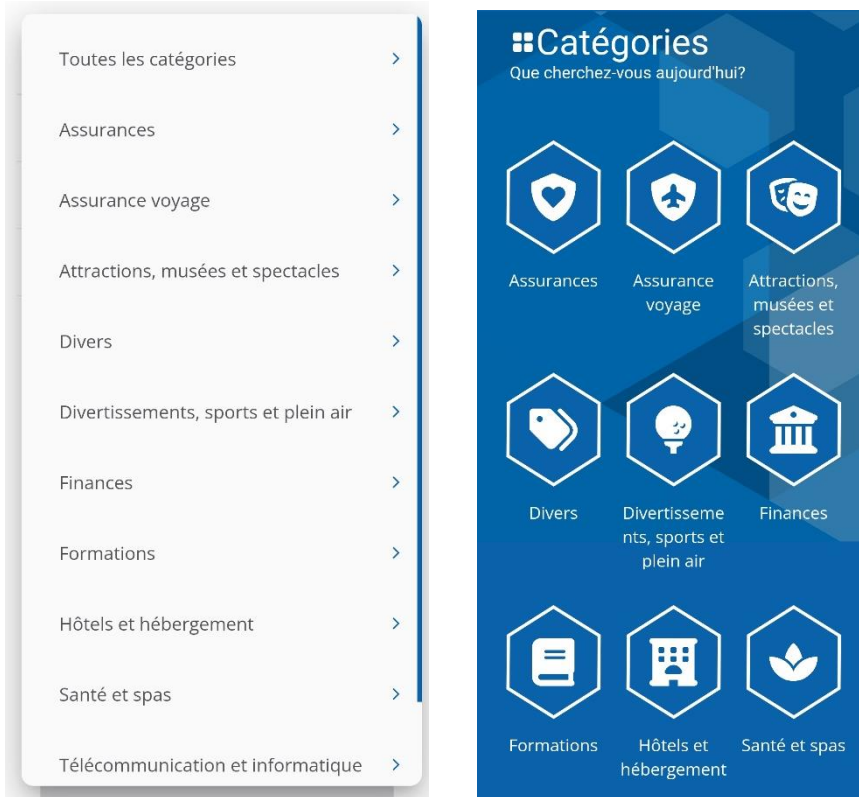 Toutes les catégories
Assurances
Assurance voyage
Attractions, musées et spectacles
Divers
Divertissements, sports et plein air
Finances
Formations
Hôtels et hébergement
Santé et spas
Télécommunication et informatique
Catégories
Que cherchez-vous aujourd'hui?
Assurances
Assurance
voyage
Attractions,
musées et
spectacles
Divers
Divertisseme
nts, sports et
plein air
Finances
Formations
Hôtels et
hébergement
Santé et spas